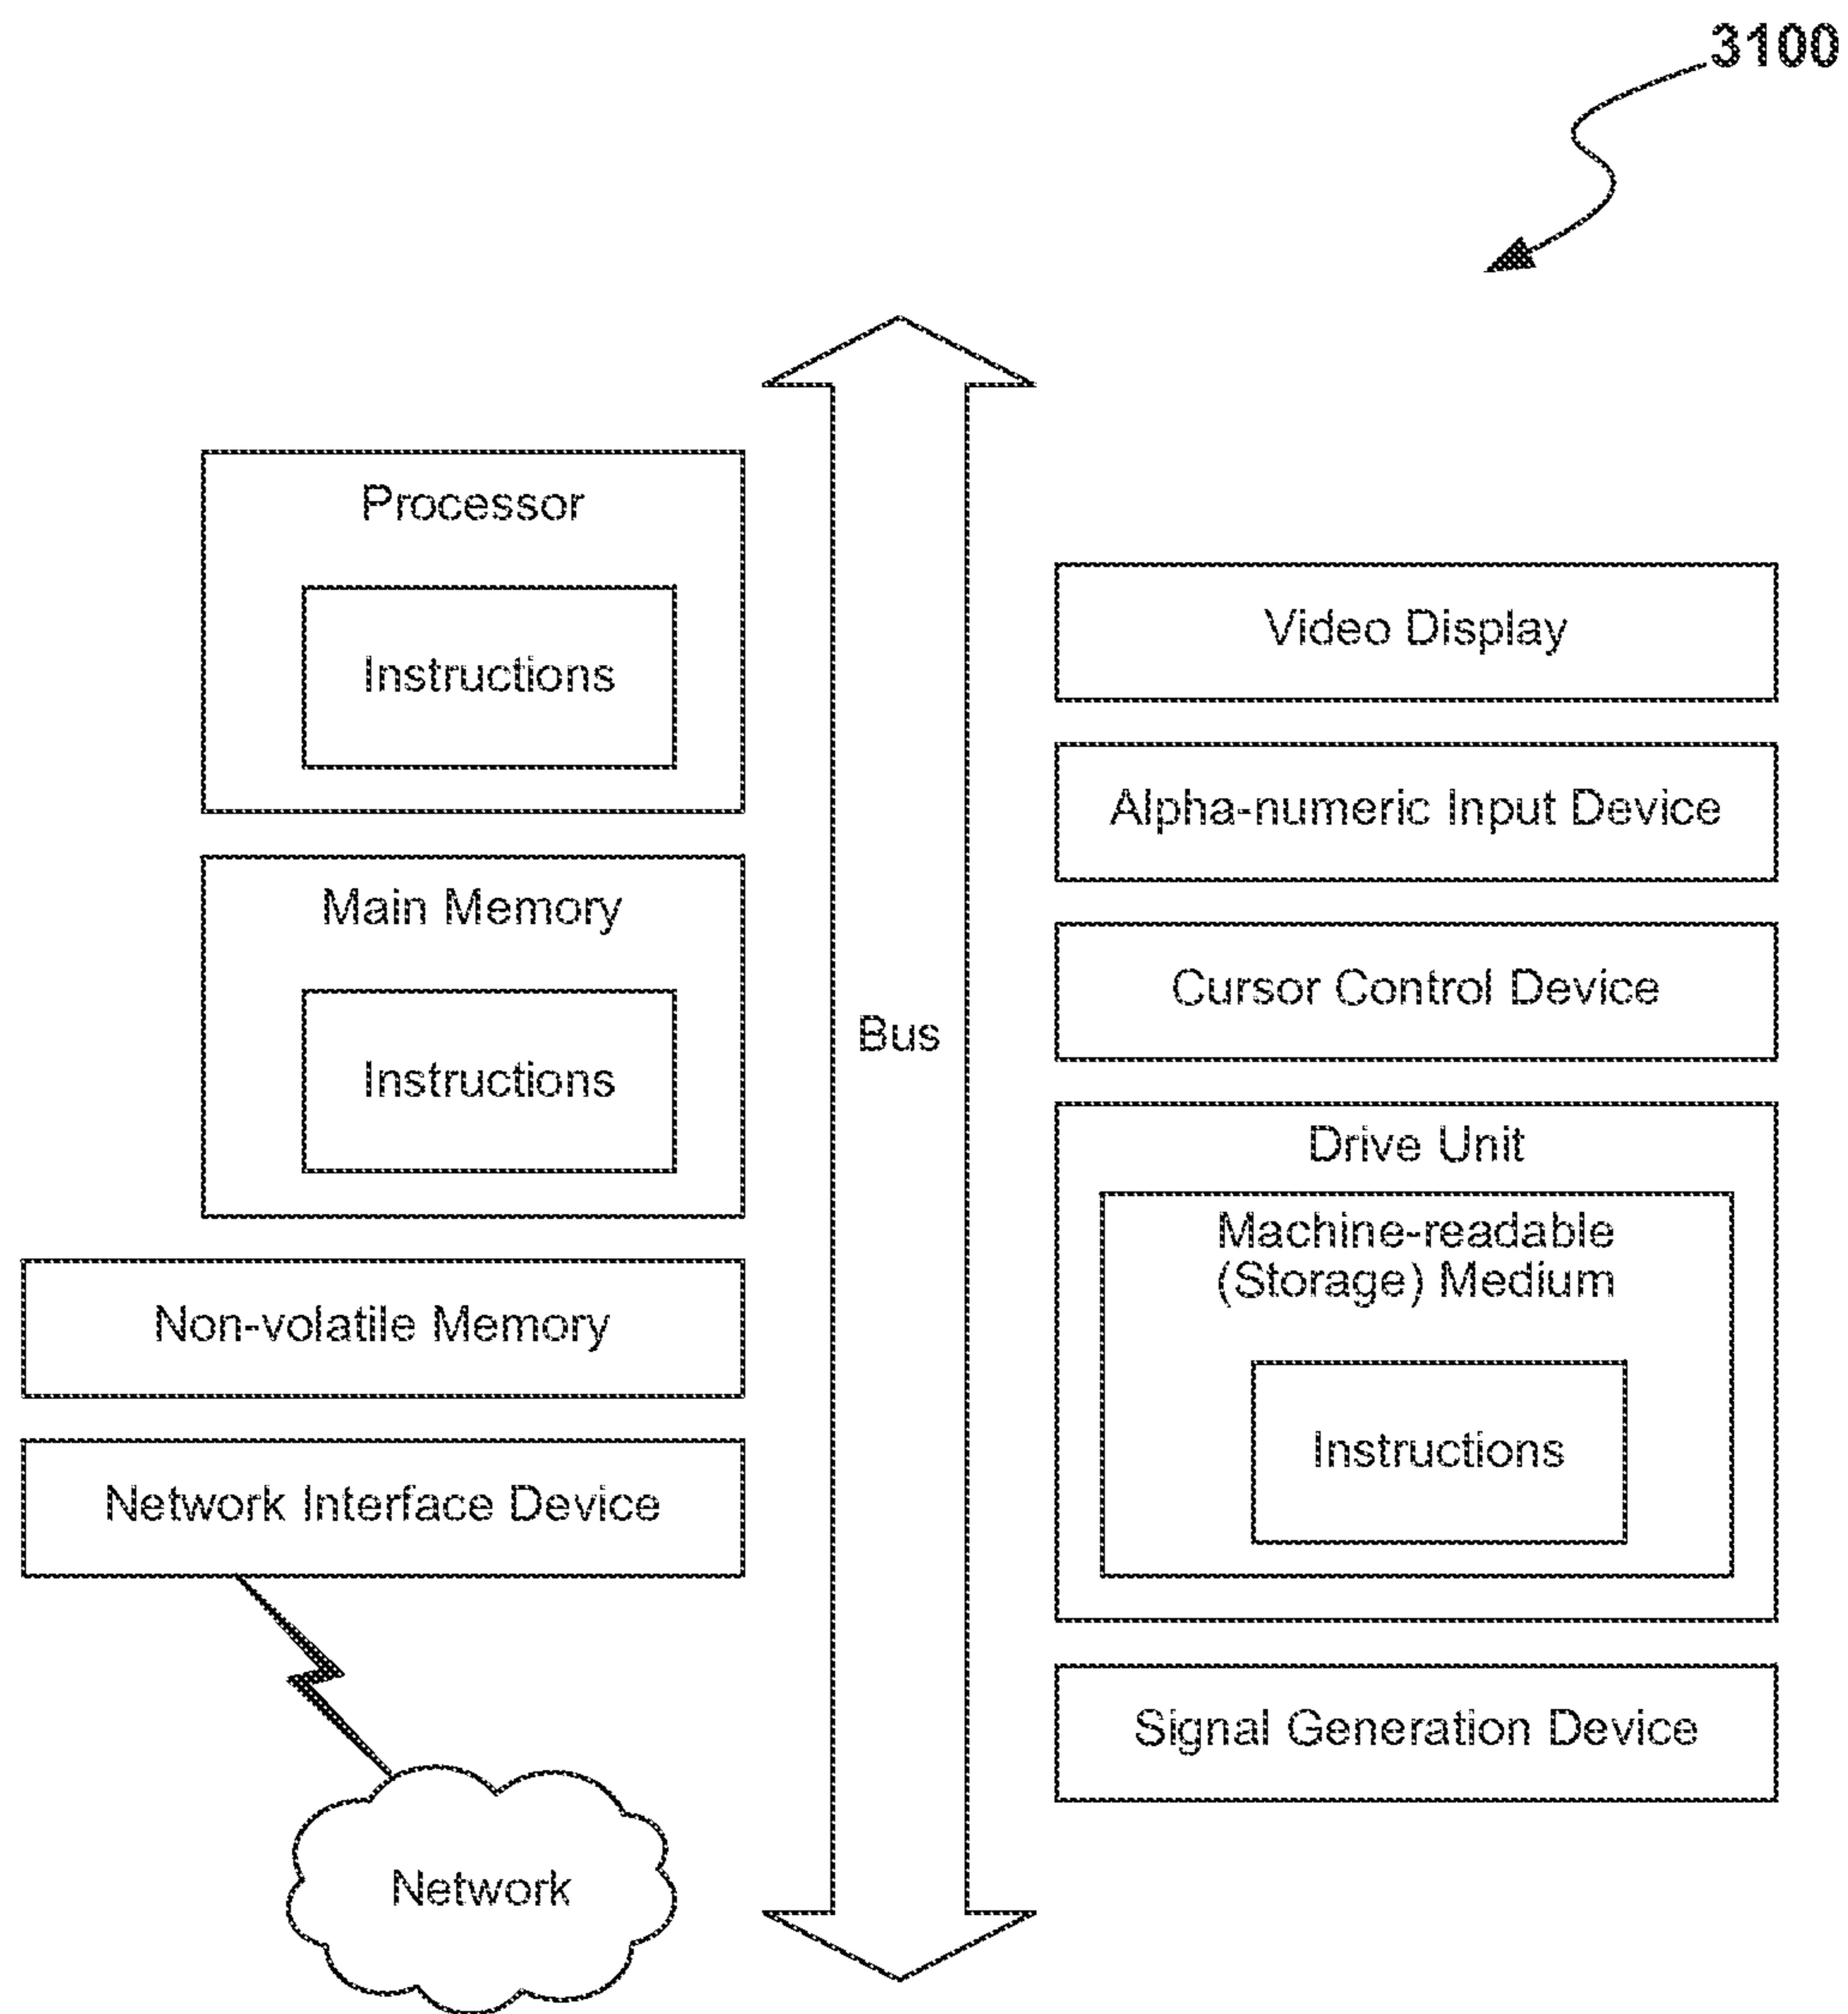 3100
Processor
Instructions
Main Memory
Instructions
Non-volatile Memory
Network Interface Device
Network
Bus
Video Display
Alpha-numeric Input Device
Cursor Control Device
Drive Unit
Machine-readable
(Storage) Medium
Instructions
Signal Generation Device